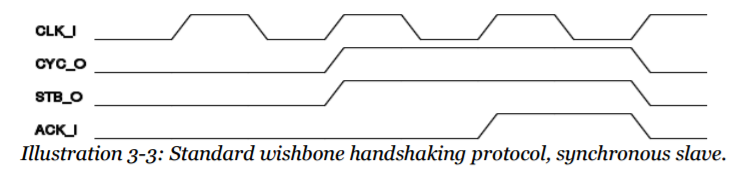 CLK_I
CYC_O
STB_O
ACK_I
Illustration 3-3: Standard wishbone handshaking protocol, synchronous slave.